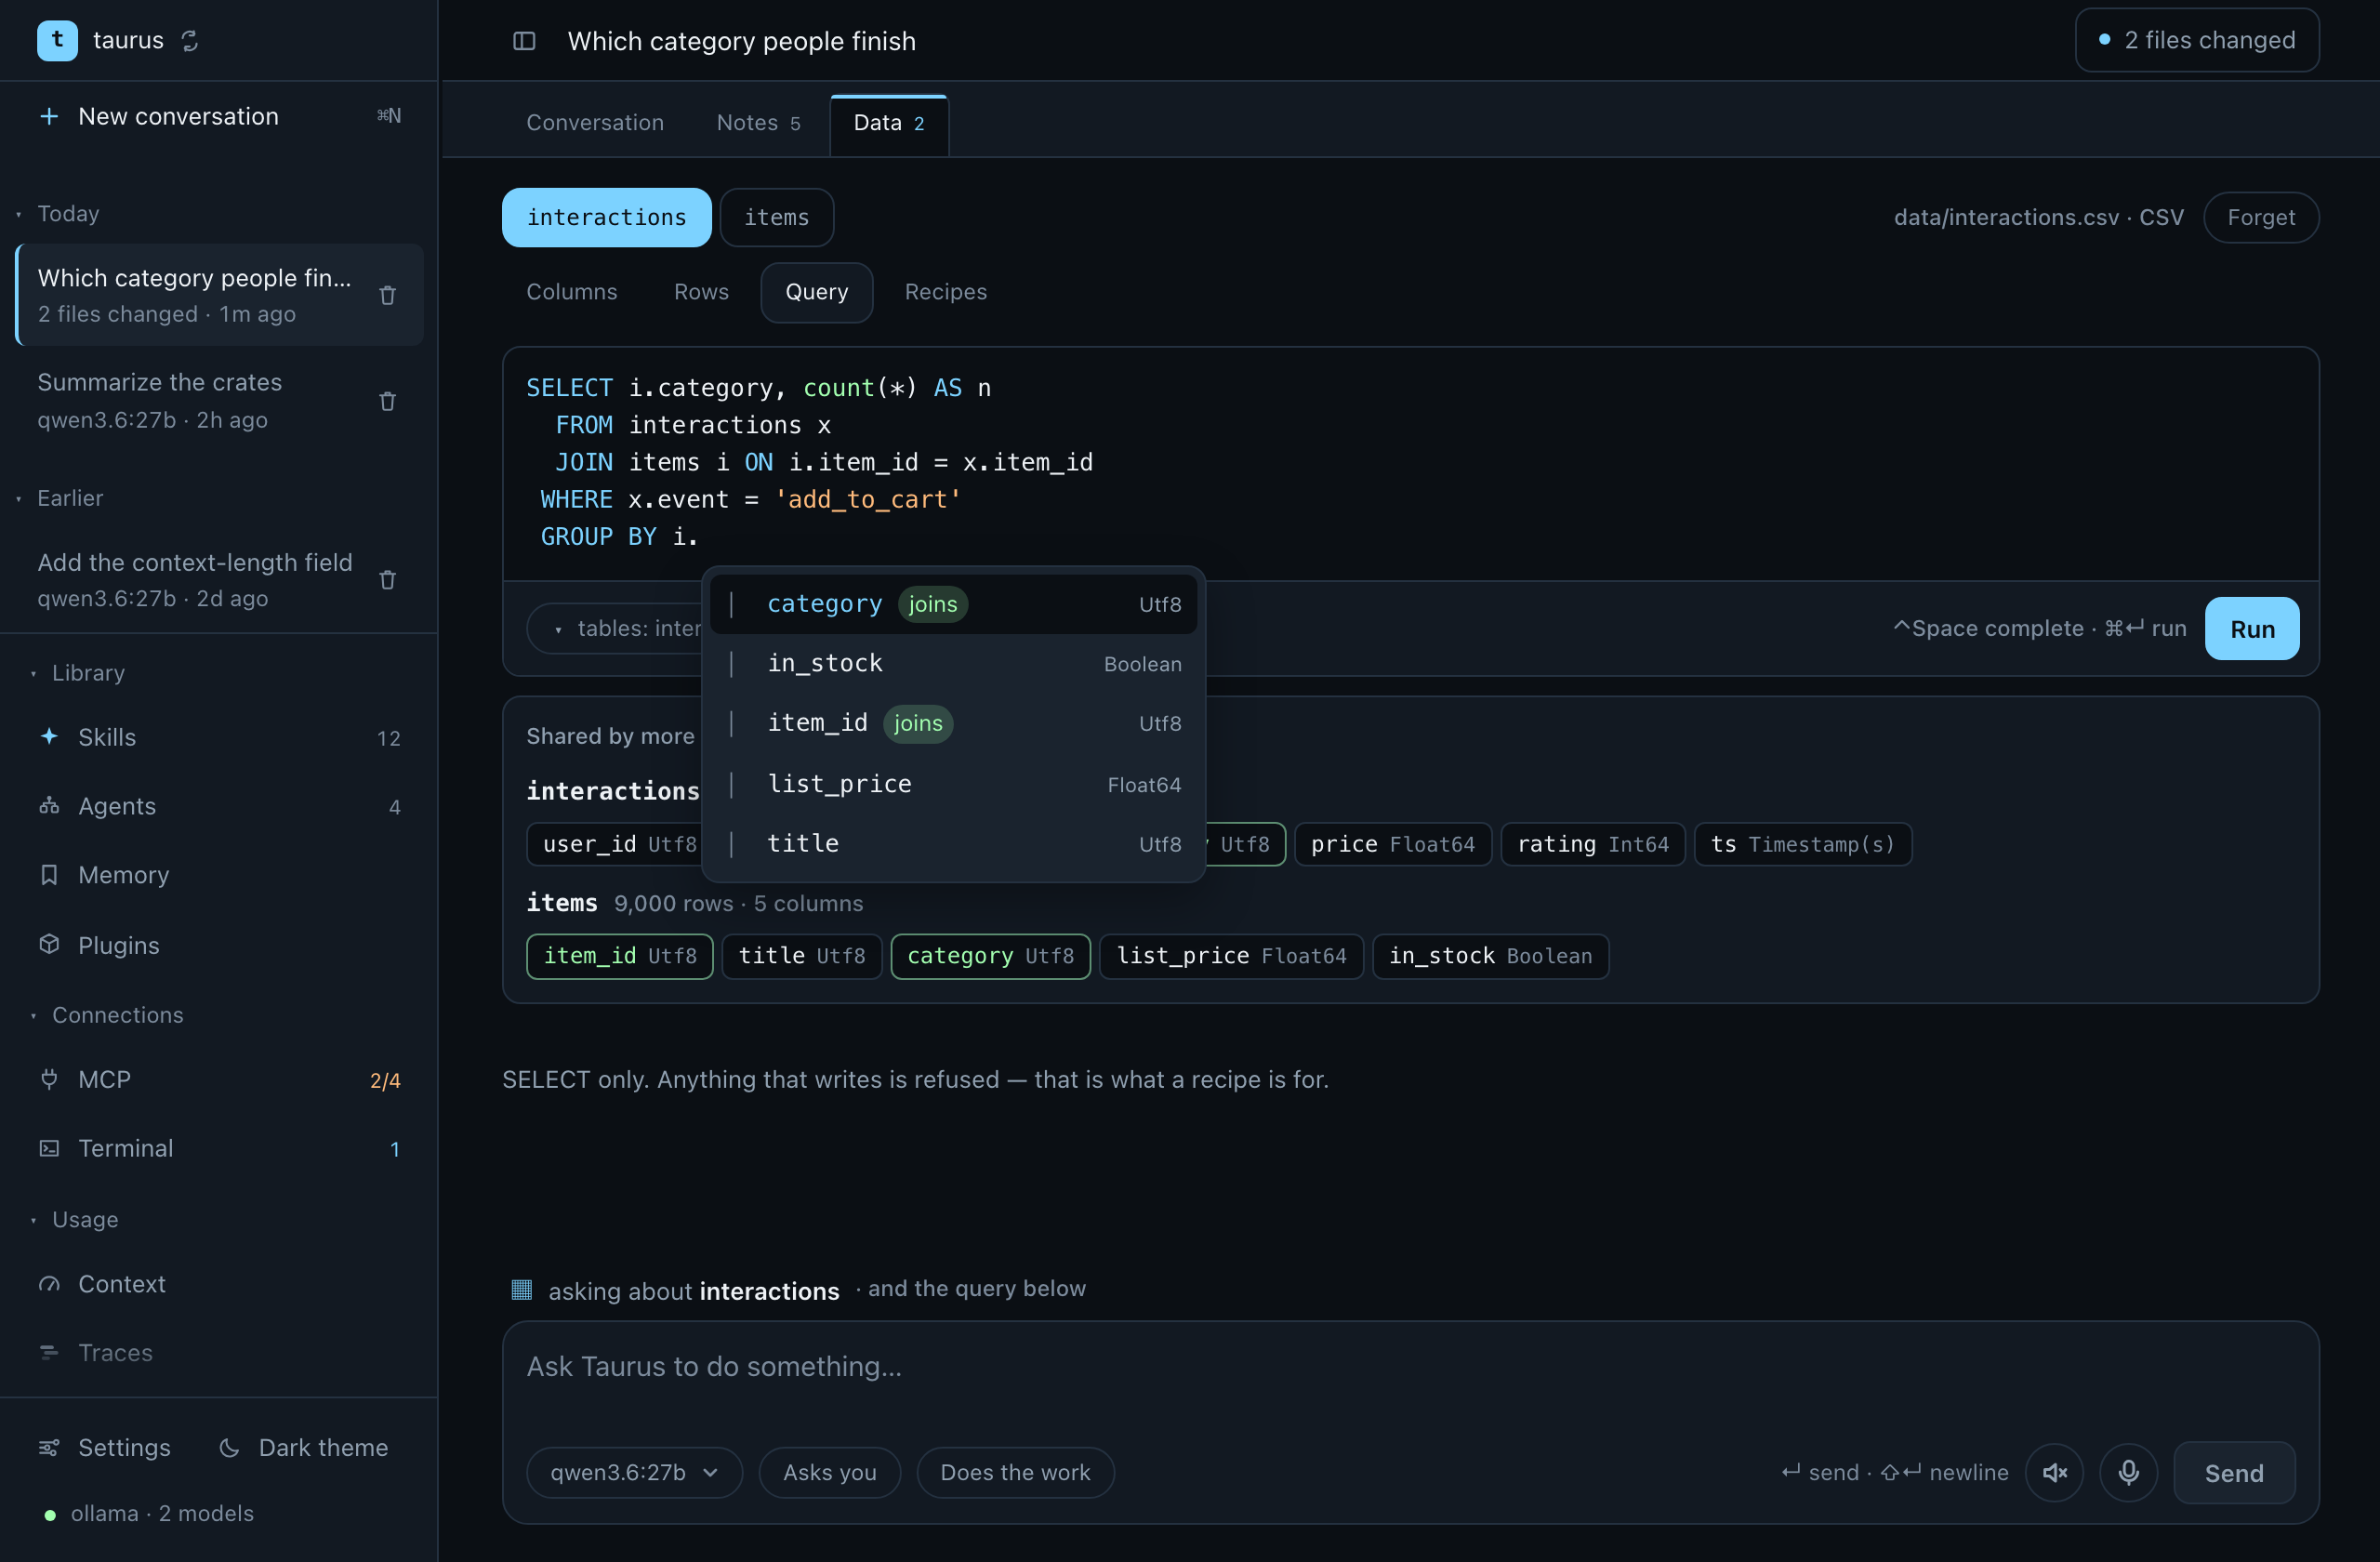 t taurus
New conversation ⌘N
Today
Which category people fin...
2 files changed · 1m ago
Summarize the crates
qwen3.6:27b · 2h ago
Earlier
Add the context-length field
qwen3.6:27b · 2d ago
Library
Skills 12
Agents 4
Memory
Plugins
Connections
MCP 2/4
Terminal 1
Usage
Context
Traces
Settings Dark theme
ollama · 2 models
Which category people finish
2 files changed
Conversation Notes 5 Data 2
interactions items
data/interactions.csv · CSV Forget
Columns Rows Query Recipes
SELECT i.category, count(*) AS n
FROM interactions x
JOIN items i ON i.item_id = x.item_id
WHERE x.event = 'add_to_cart'
GROUP BY i.
category joins Utf8
in_stock Boolean
item_id joins Utf8
list_price Float64
title Utf8
tables:
^Space complete · ⌘↵ run Run
Shared by more
interactions
user_id Utf8 Utf8 price Float64 rating Int64 ts Timestamp(s)
items 9,000 rows · 5 columns
item_id Utf8 title Utf8 category Utf8 list_price Float64 in_stock Boolean
SELECT only. Anything that writes is refused — that is what a recipe is for.
asking about interactions · and the query below
Ask Taurus to do something...
qwen3.6:27b Asks you Does the work
↵ send · ⇧↵ newline Send